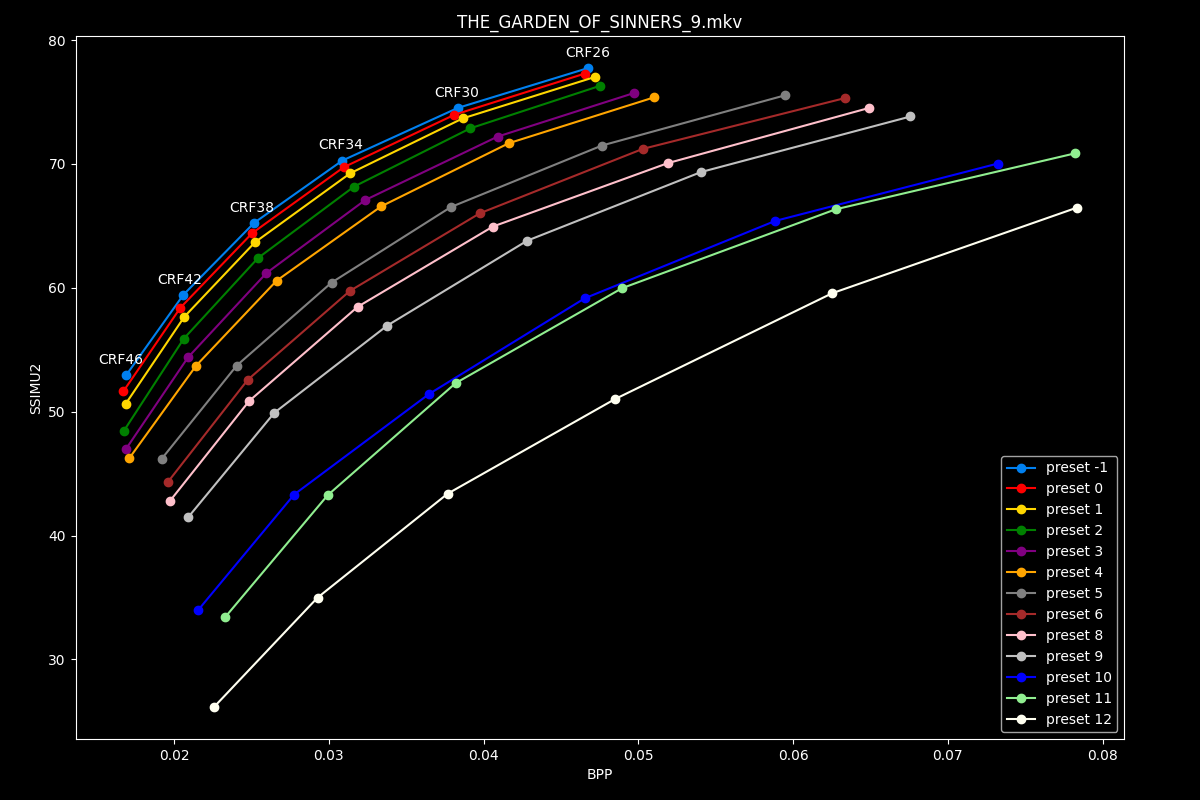 THE_GARDEN_OF_SINNERS_9.mkv
80
70
60
50
40
30
SSIMU2
CRF26
CRF30
CRF34
CRF38
CRF42
CRF46
preset -1
preset 0
preset 1
preset 2
preset 3
preset 4
preset 5
preset 6
preset 8
preset 9
preset 10
preset 11
preset 12
0.02 0.03 0.04 0.05 0.06 0.07 0.08
BPP